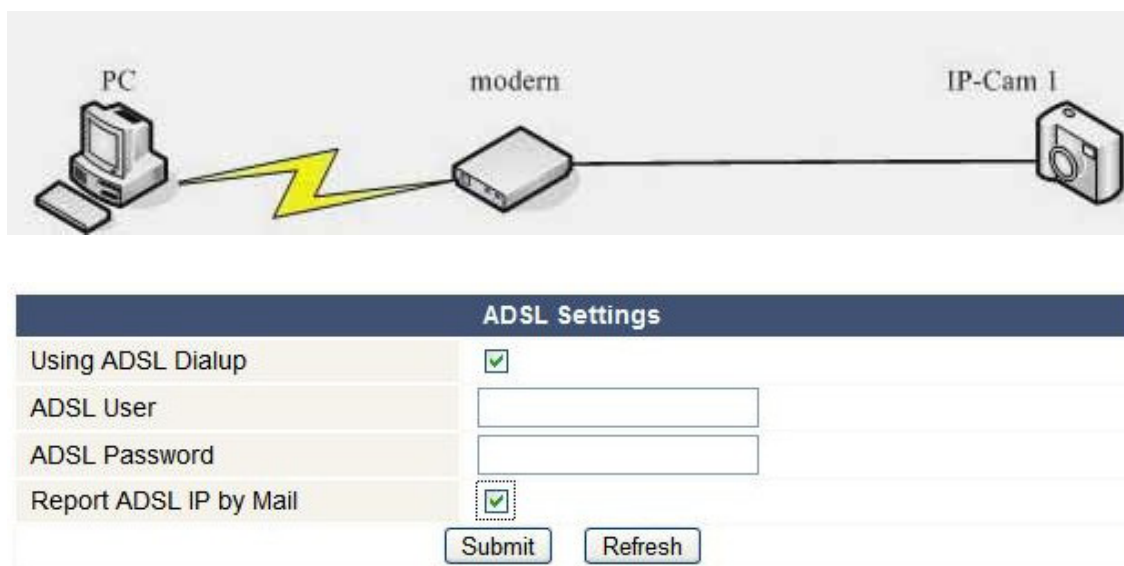 PC modern IP-Cam 1
ADSL Settings
Using ADSL Dialup
ADSL User
ADSL Password
Report ADSL IP by Mail
Submit Refresh